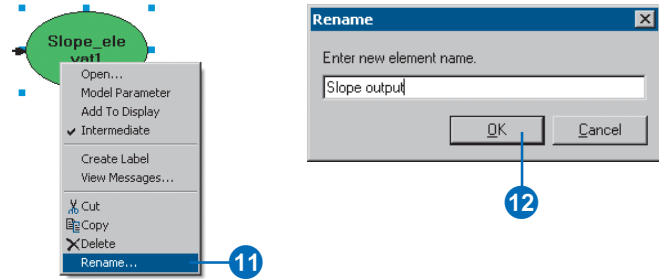 Slope_ele
vat1
Open...
Model Parameter
Add To Display
Intermediate
Create Label
View Messages...
Cut
Copy
Delete
Rename...
11
Rename
Enter new element name.
Slope output
OK
Cancel
12